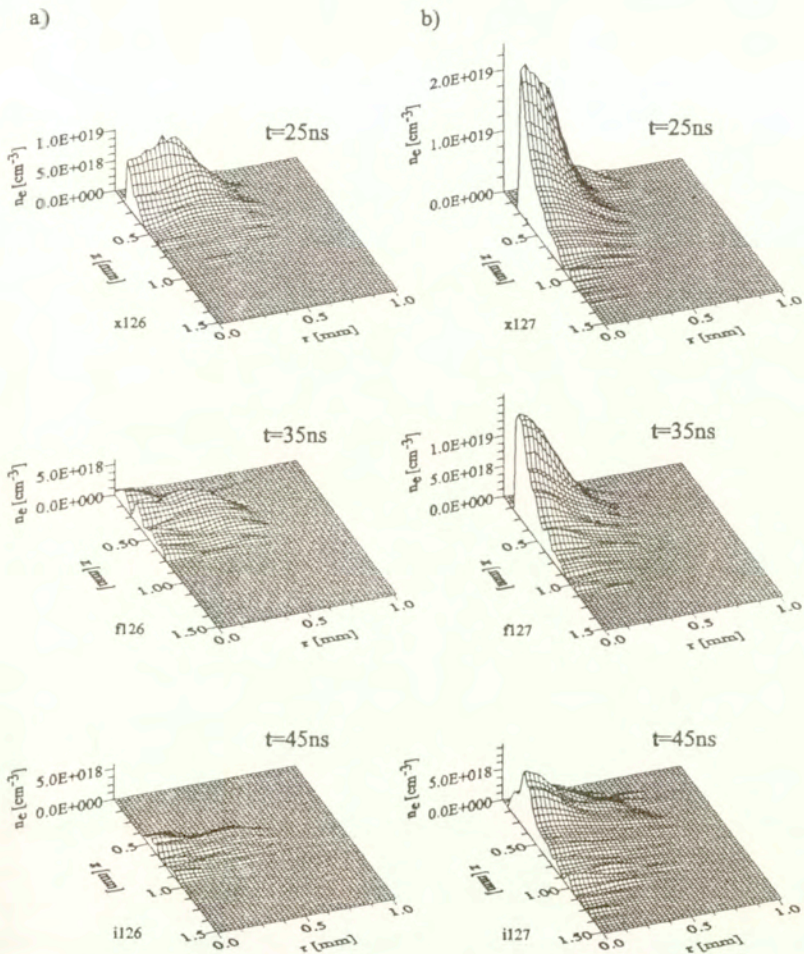 a)
t=25ns
1.0E+019
5.0E+018
0.0E+000
n_e [cm⁻³]
0.5
1.0
1.5
z [mm]
0.0
0.5
1.0
r [mm]
x126
b)
t=25ns
2.0E+019
1.0E+019
0.0E+000
n_e [cm⁻³]
0.5
1.0
1.5
z [mm]
0.0
0.5
1.0
r [mm]
x127
t=35ns
5.0E+018
0.0E+000
n_e [cm⁻³]
0.50
1.00
1.50
z [mm]
0.0
0.5
1.0
r [mm]
f126
t=35ns
1.0E+019
5.0E+018
0.0E+000
n_e [cm⁻³]
0.5
1.0
1.5
z [mm]
0.0
0.5
1.0
r [mm]
f127
t=45ns
5.0E+018
0.0E+000
n_e [cm⁻³]
0.5
1.0
1.5
z [mm]
0.0
0.5
1.0
r [mm]
i126
t=45ns
5.0E+018
0.0E+000
n_e [cm⁻³]
0.50
1.00
1.50
z [mm]
0.0
0.5
1.0
r [mm]
i127